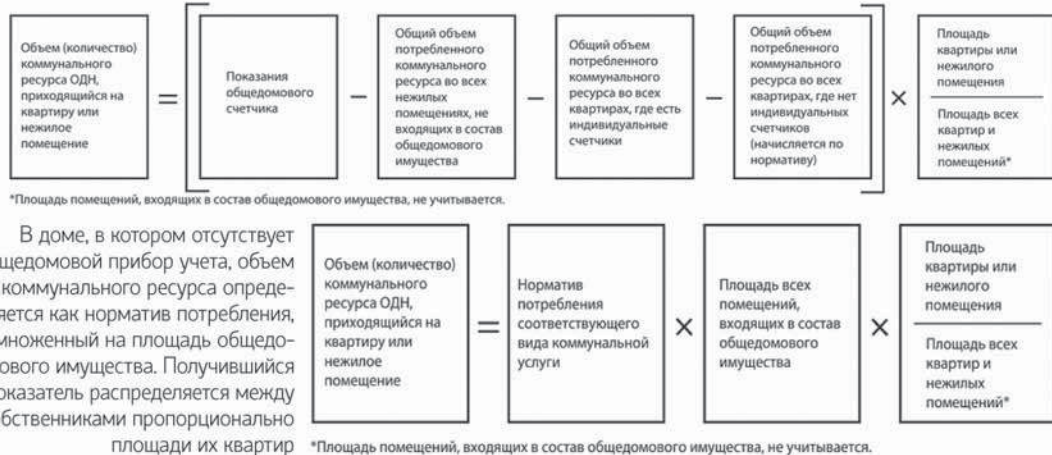 Объем (количество)
коммунального
ресурса ОДН,
приходящийся на
квартиру или
нежилое
помещение
=
Показания
общедомового
счетчика
–
Общий объем
потребленного
коммунального
ресурса во всех
нежилых
помещениях, не
входящих в состав
общедомового
имущества
–
Общий объем
потребленного
коммунального
ресурса во всех
квартирах, где есть
индивидуальные
счетчики
–
Общий объем
потребленного
коммунального
ресурса во всех
квартирах, где нет
индивидуальных
счетчиков
(начисляется по
нормативу)
×
Площадь
квартиры или
нежилого
помещения
Площадь всех
квартир и
нежилых
помещений*
*Площадь помещений, входящих в состав общедомового имущества, не учитывается.
В доме, в котором отсутствует
щедомовой прибор учета, объем
коммунального ресурса опреде-
яется как норматив потребления,
множенный на площадь общедо-
ового имущества. Получившийся
оказатель распределяется между
бственниками пропорционально
площади их квартир
Объем (количество)
коммунального
ресурса ОДН,
приходящийся на
квартиру или
нежилое
помещение
=
Норматив
потребления
соответствующего
вида коммунальной
услуги
×
Площадь всех
помещений,
входящих в состав
общедомового
имущества
×
Площадь
квартиры или
нежилого
помещения
Площадь всех
квартир и
нежилых
помещений*
*Площадь помещений, входящих в состав общедомового имущества, не учитывается.